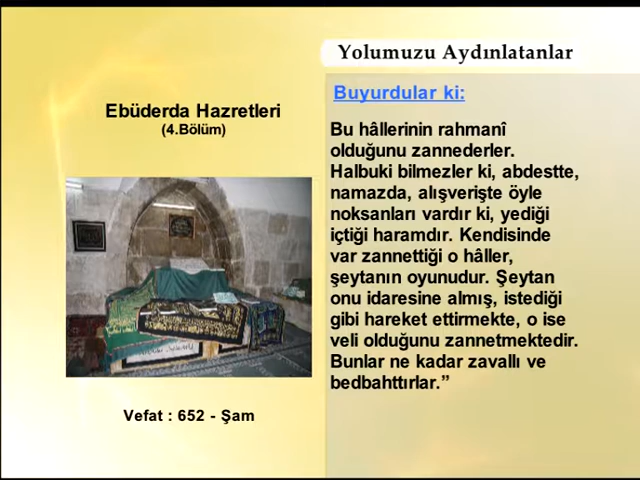 Yolumuzu Aydınlatanlar
Ebüderda Hazretleri
(4.Bölüm)
Vefat : 652 - Şam
Buyurdular ki:
Bu hâllerinin rahmanî
olduğunu zannederler.
Halbuki bilmezler ki, abdestte,
namazda, alışverişte öyle
noksanları vardır ki, yediği
içtiği haramdır. Kendisinde
var zannettiği o hâller,
şeytanın oyunudur. Şeytan
onu idaresine almış, istediği
gibi hareket ettirmekte, o ise
veli olduğunu zannetmektedir.
Bunlar ne kadar zavallı ve
bedbahttırlar.”